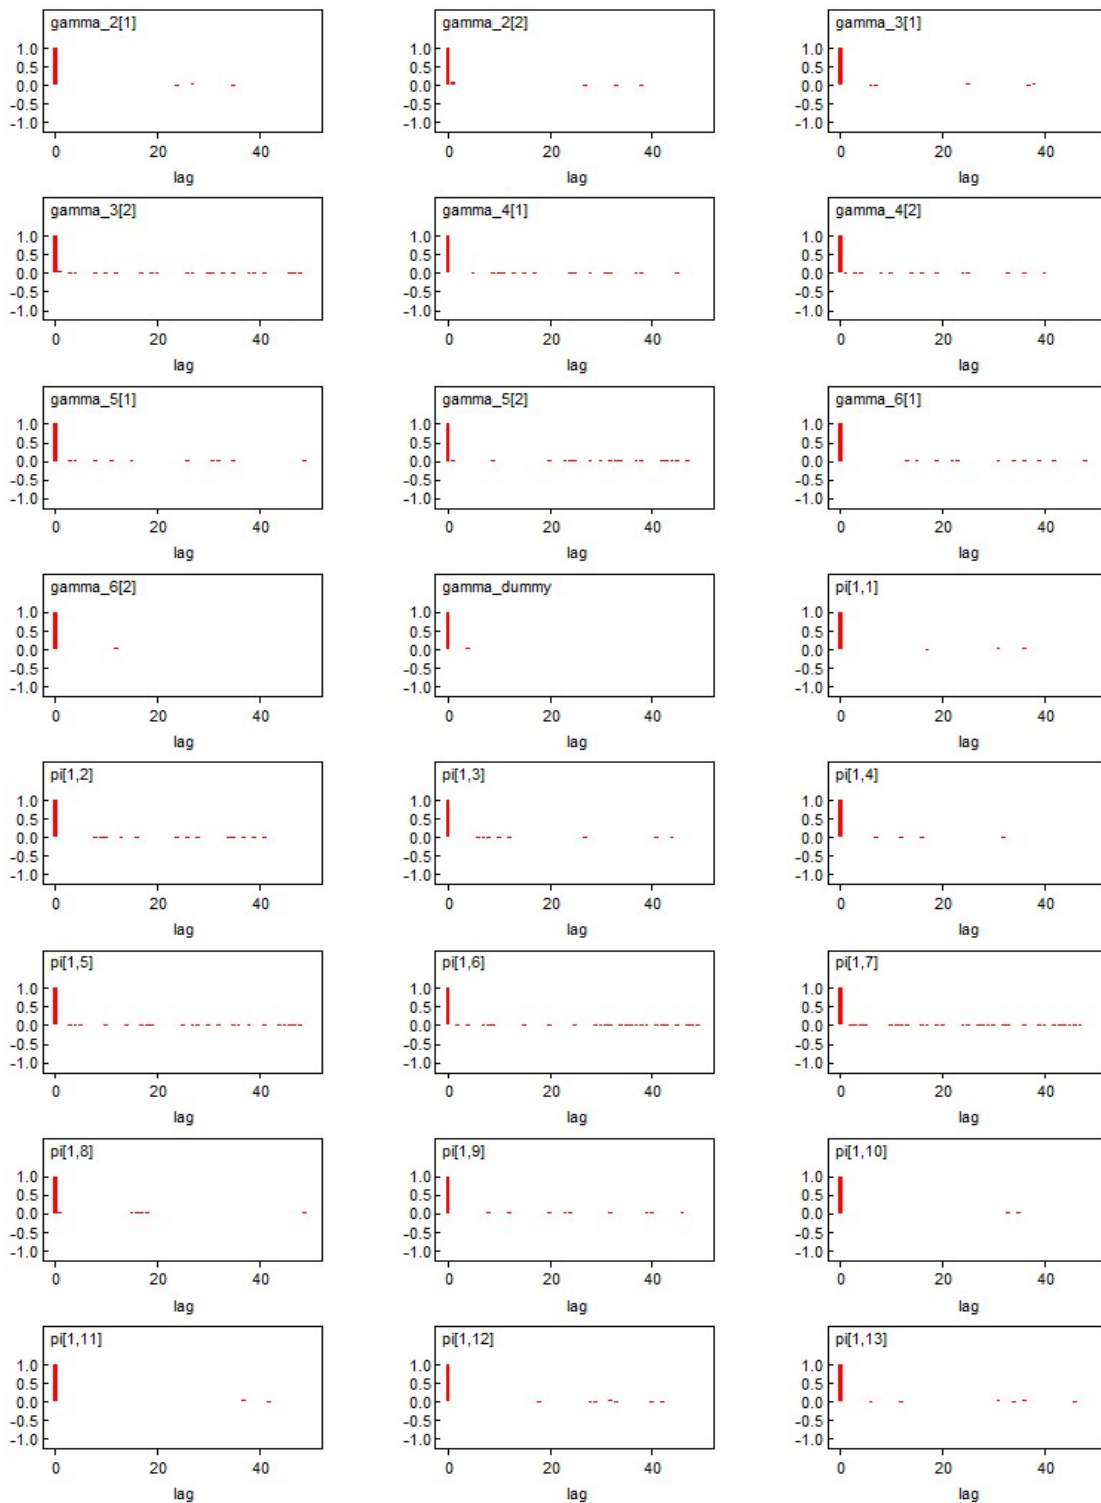 gamma_2[1] gamma_2[2] gamma_3[1]
1.0 1.0 1.0
0.5 0.5 0.5
0.0 0.0 0.0
-0.5 -0.5 -0.5
-1.0 -1.0 -1.0
0 20 40 0 20 40 0 20 40
lag lag lag
gamma_3[2] gamma_4[1] gamma_4[2]
1.0 1.0 1.0
0.5 0.5 0.5
0.0 0.0 0.0
-0.5 -0.5 -0.5
-1.0 -1.0 -1.0
0 20 40 0 20 40 0 20 40
lag lag lag
gamma_5[1] gamma_5[2] gamma_6[1]
1.0 1.0 1.0
0.5 0.5 0.5
0.0 0.0 0.0
-0.5 -0.5 -0.5
-1.0 -1.0 -1.0
0 20 40 0 20 40 0 20 40
lag lag lag
gamma_6[2] gamma_dummy pi[1,1]
1.0 1.0 1.0
0.5 0.5 0.5
0.0 0.0 0.0
-0.5 -0.5 -0.5
-1.0 -1.0 -1.0
0 20 40 0 20 40 0 20 40
lag lag lag
pi[1,2] pi[1,3] pi[1,4]
1.0 1.0 1.0
0.5 0.5 0.5
0.0 0.0 0.0
-0.5 -0.5 -0.5
-1.0 -1.0 -1.0
0 20 40 0 20 40 0 20 40
lag lag lag
pi[1,5] pi[1,6] pi[1,7]
1.0 1.0 1.0
0.5 0.5 0.5
0.0 0.0 0.0
-0.5 -0.5 -0.5
-1.0 -1.0 -1.0
0 20 40 0 20 40 0 20 40
lag lag lag
pi[1,8] pi[1,9] pi[1,10]
1.0 1.0 1.0
0.5 0.5 0.5
0.0 0.0 0.0
-0.5 -0.5 -0.5
-1.0 -1.0 -1.0
0 20 40 0 20 40 0 20 40
lag lag lag
pi[1,11] pi[1,12] pi[1,13]
1.0 1.0 1.0
0.5 0.5 0.5
0.0 0.0 0.0
-0.5 -0.5 -0.5
-1.0 -1.0 -1.0
0 20 40 0 20 40 0 20 40
lag lag lag